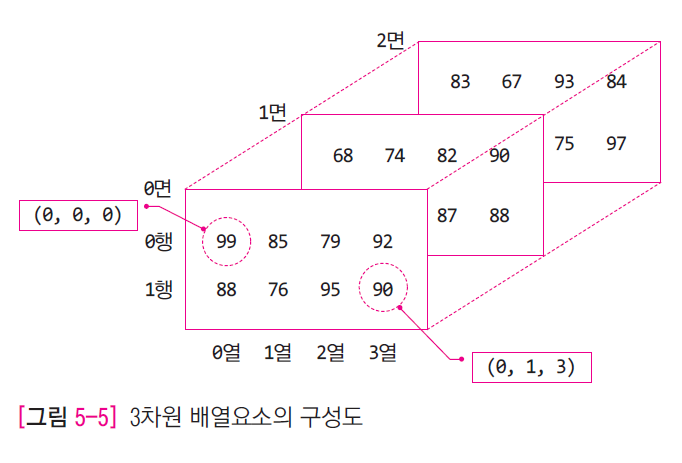 2면
83 67 93 84
1면
75 97
68 74 82 90
0면
87 88
(0, 0, 0)
0행 99 85 79 92
1행 88 76 95 90
0열 1열 2열 3열
(0, 1, 3)
[그림 5-5] 3차원 배열요소의 구성도